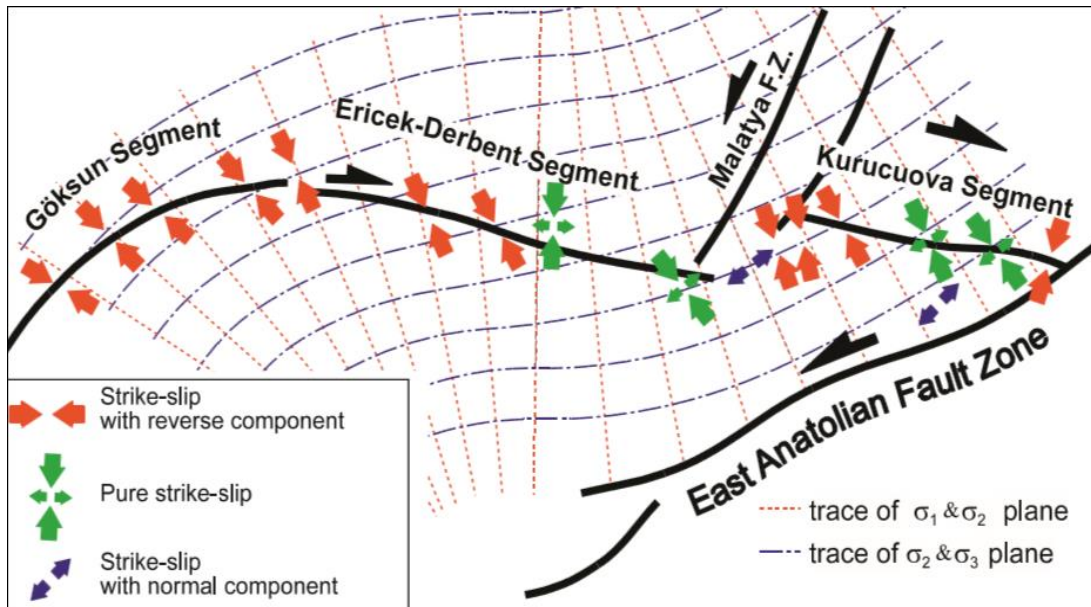 Göksun Segment
Ericek-Derbent Segment
Malatya F.Z.
Kurucuova Segment
East Anatolian Fault Zone
Strike-slip
with reverse component
Pure strike-slip
Strike-slip
with normal component
trace of σ₁ &σ₂ plane
trace of σ₂ &σ₃ plane